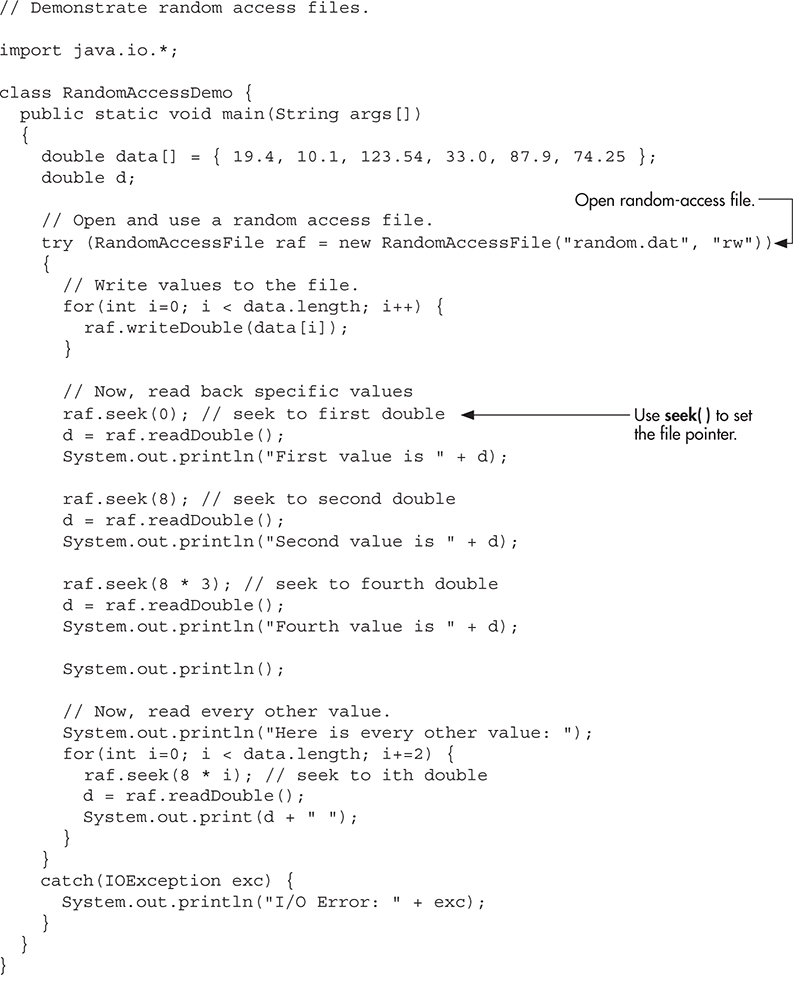 // Demonstrate random access files.

import java.io.*;

class RandomAccessDemo {
  public static void main(String args[])
  {
    double data[] = { 19.4, 10.1, 123.54, 33.0, 87.9, 74.25 };
    double d;

Open random-access file.
    // Open and use a random access file.
    try (RandomAccessFile raf = new RandomAccessFile("random.dat", "rw"))
    {
      // Write values to the file.
      for(int i=0; i < data.length; i++) {
        raf.writeDouble(data[i]);
      }

      // Now, read back specific values
      raf.seek(0); // seek to first double
Use seek( ) to set
the file pointer.
      d = raf.readDouble();
      System.out.println("First value is " + d);

      raf.seek(8); // seek to second double
      d = raf.readDouble();
      System.out.println("Second value is " + d);

      raf.seek(8 * 3); // seek to fourth double
      d = raf.readDouble();
      System.out.println("Fourth value is " + d);

      System.out.println();

      // Now, read every other value.
      System.out.println("Here is every other value: ");
      for(int i=0; i < data.length; i+=2) {
        raf.seek(8 * i); // seek to ith double
        d = raf.readDouble();
        System.out.print(d + " ");
      }
    }
    catch(IOException exc) {
      System.out.println("I/O Error: " + exc);
    }
  }
}